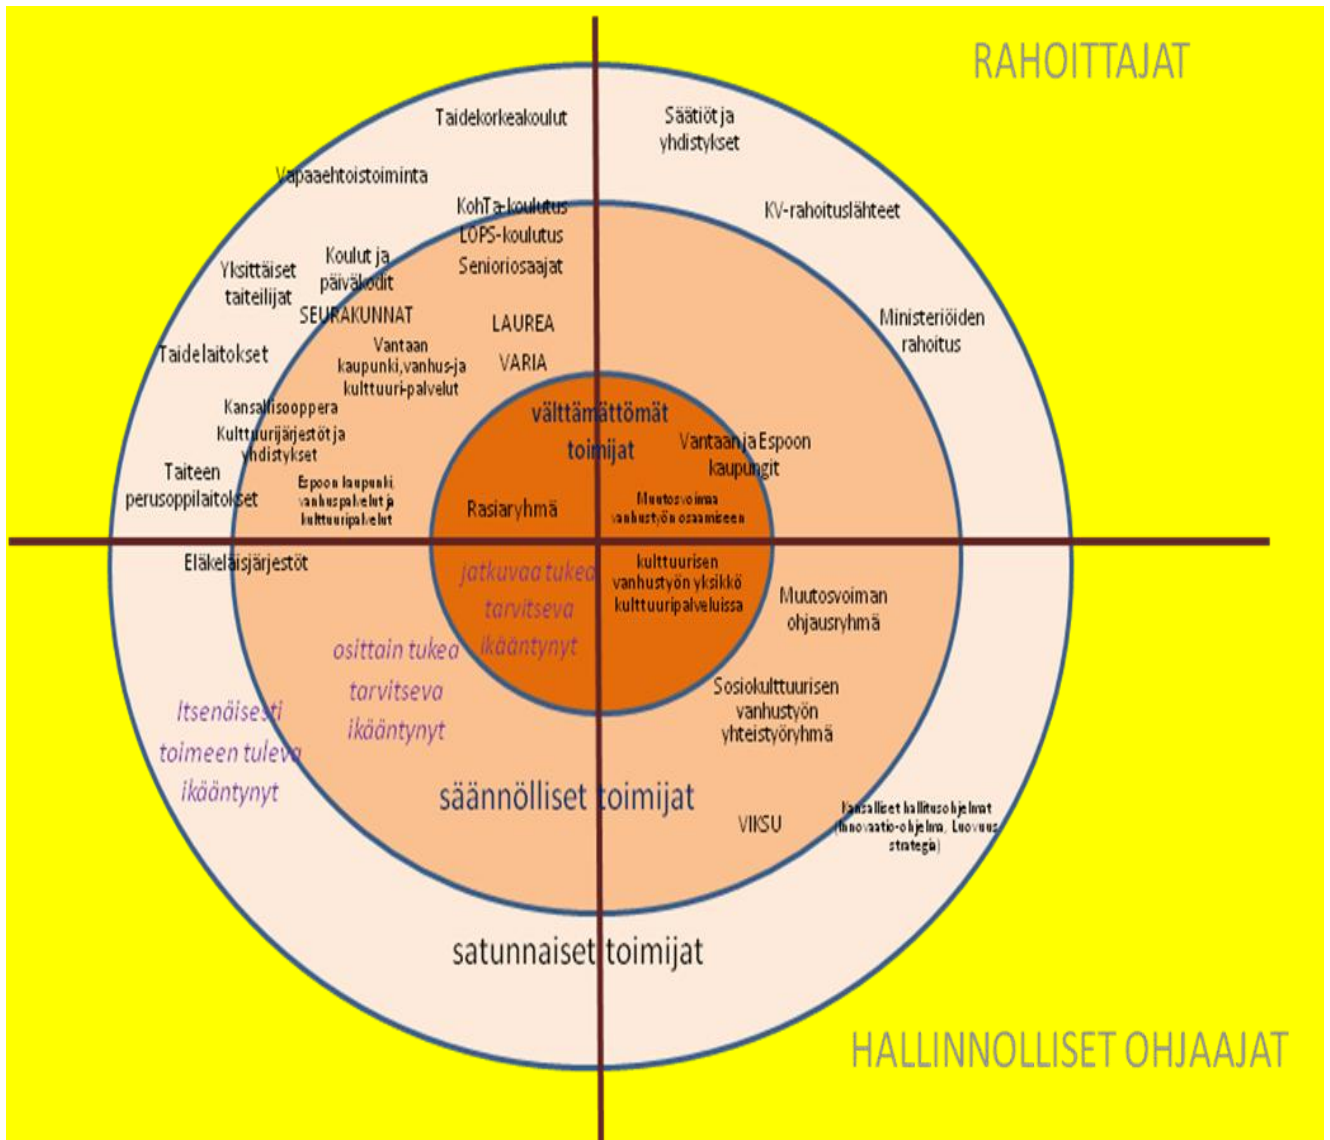 RAHOITTAJAT
Taidekorkeakoulut
Säätiöt ja
yhdistykset
Vapaaehtoistoiminta
KohTa-koulutus
LOPS-koulutus
Senioriosaajat
KV-rahoituslähteet
Koulut ja
päiväkodit
Yksittäiset
taiteilijat
SEURAKUNNAT
LAUREA
Ministeriöiden
rahoitus
Taidelaitokset
Vantaan
kaupunki,vanhus-ja
kulttuuri-palvelut
VARIA
Kansallisooppera
Kulttuurijärjestöt ja
yhdistykset
välttämättömät
toimijat
Vantaan ja Espoon
kaupungit
Taiteen
perusoppilaitokset
Espoon kaupunki,
vanhuspalvelut ja
kulttuuripalvelut
Rasiaryhmä
Muutosvoimaa
vanhustyön osaamiseen
Eläkeläisjärjestöt
jatkuvaa tukea
tarvitseva
ikääntynyt
kulttuurisen
vanhustyön yksikkö
kulttuuripalveluissa
Muutosvoiman
ohjausryhmä
osittain tukea
tarvitseva
ikääntynyt
Sosiokulttuurisen
vanhustyön
yhteistyöryhmä
Itsenäisesti
toimeen tuleva
ikääntynyt
säännölliset toimijat
VIKSU
Kansalliset hallitusohjelmat
(Innovaatio-ohjelma, Luovuus
strategia)
satunnaiset toimijat
HALLINNOLLISET OHJAAJAT